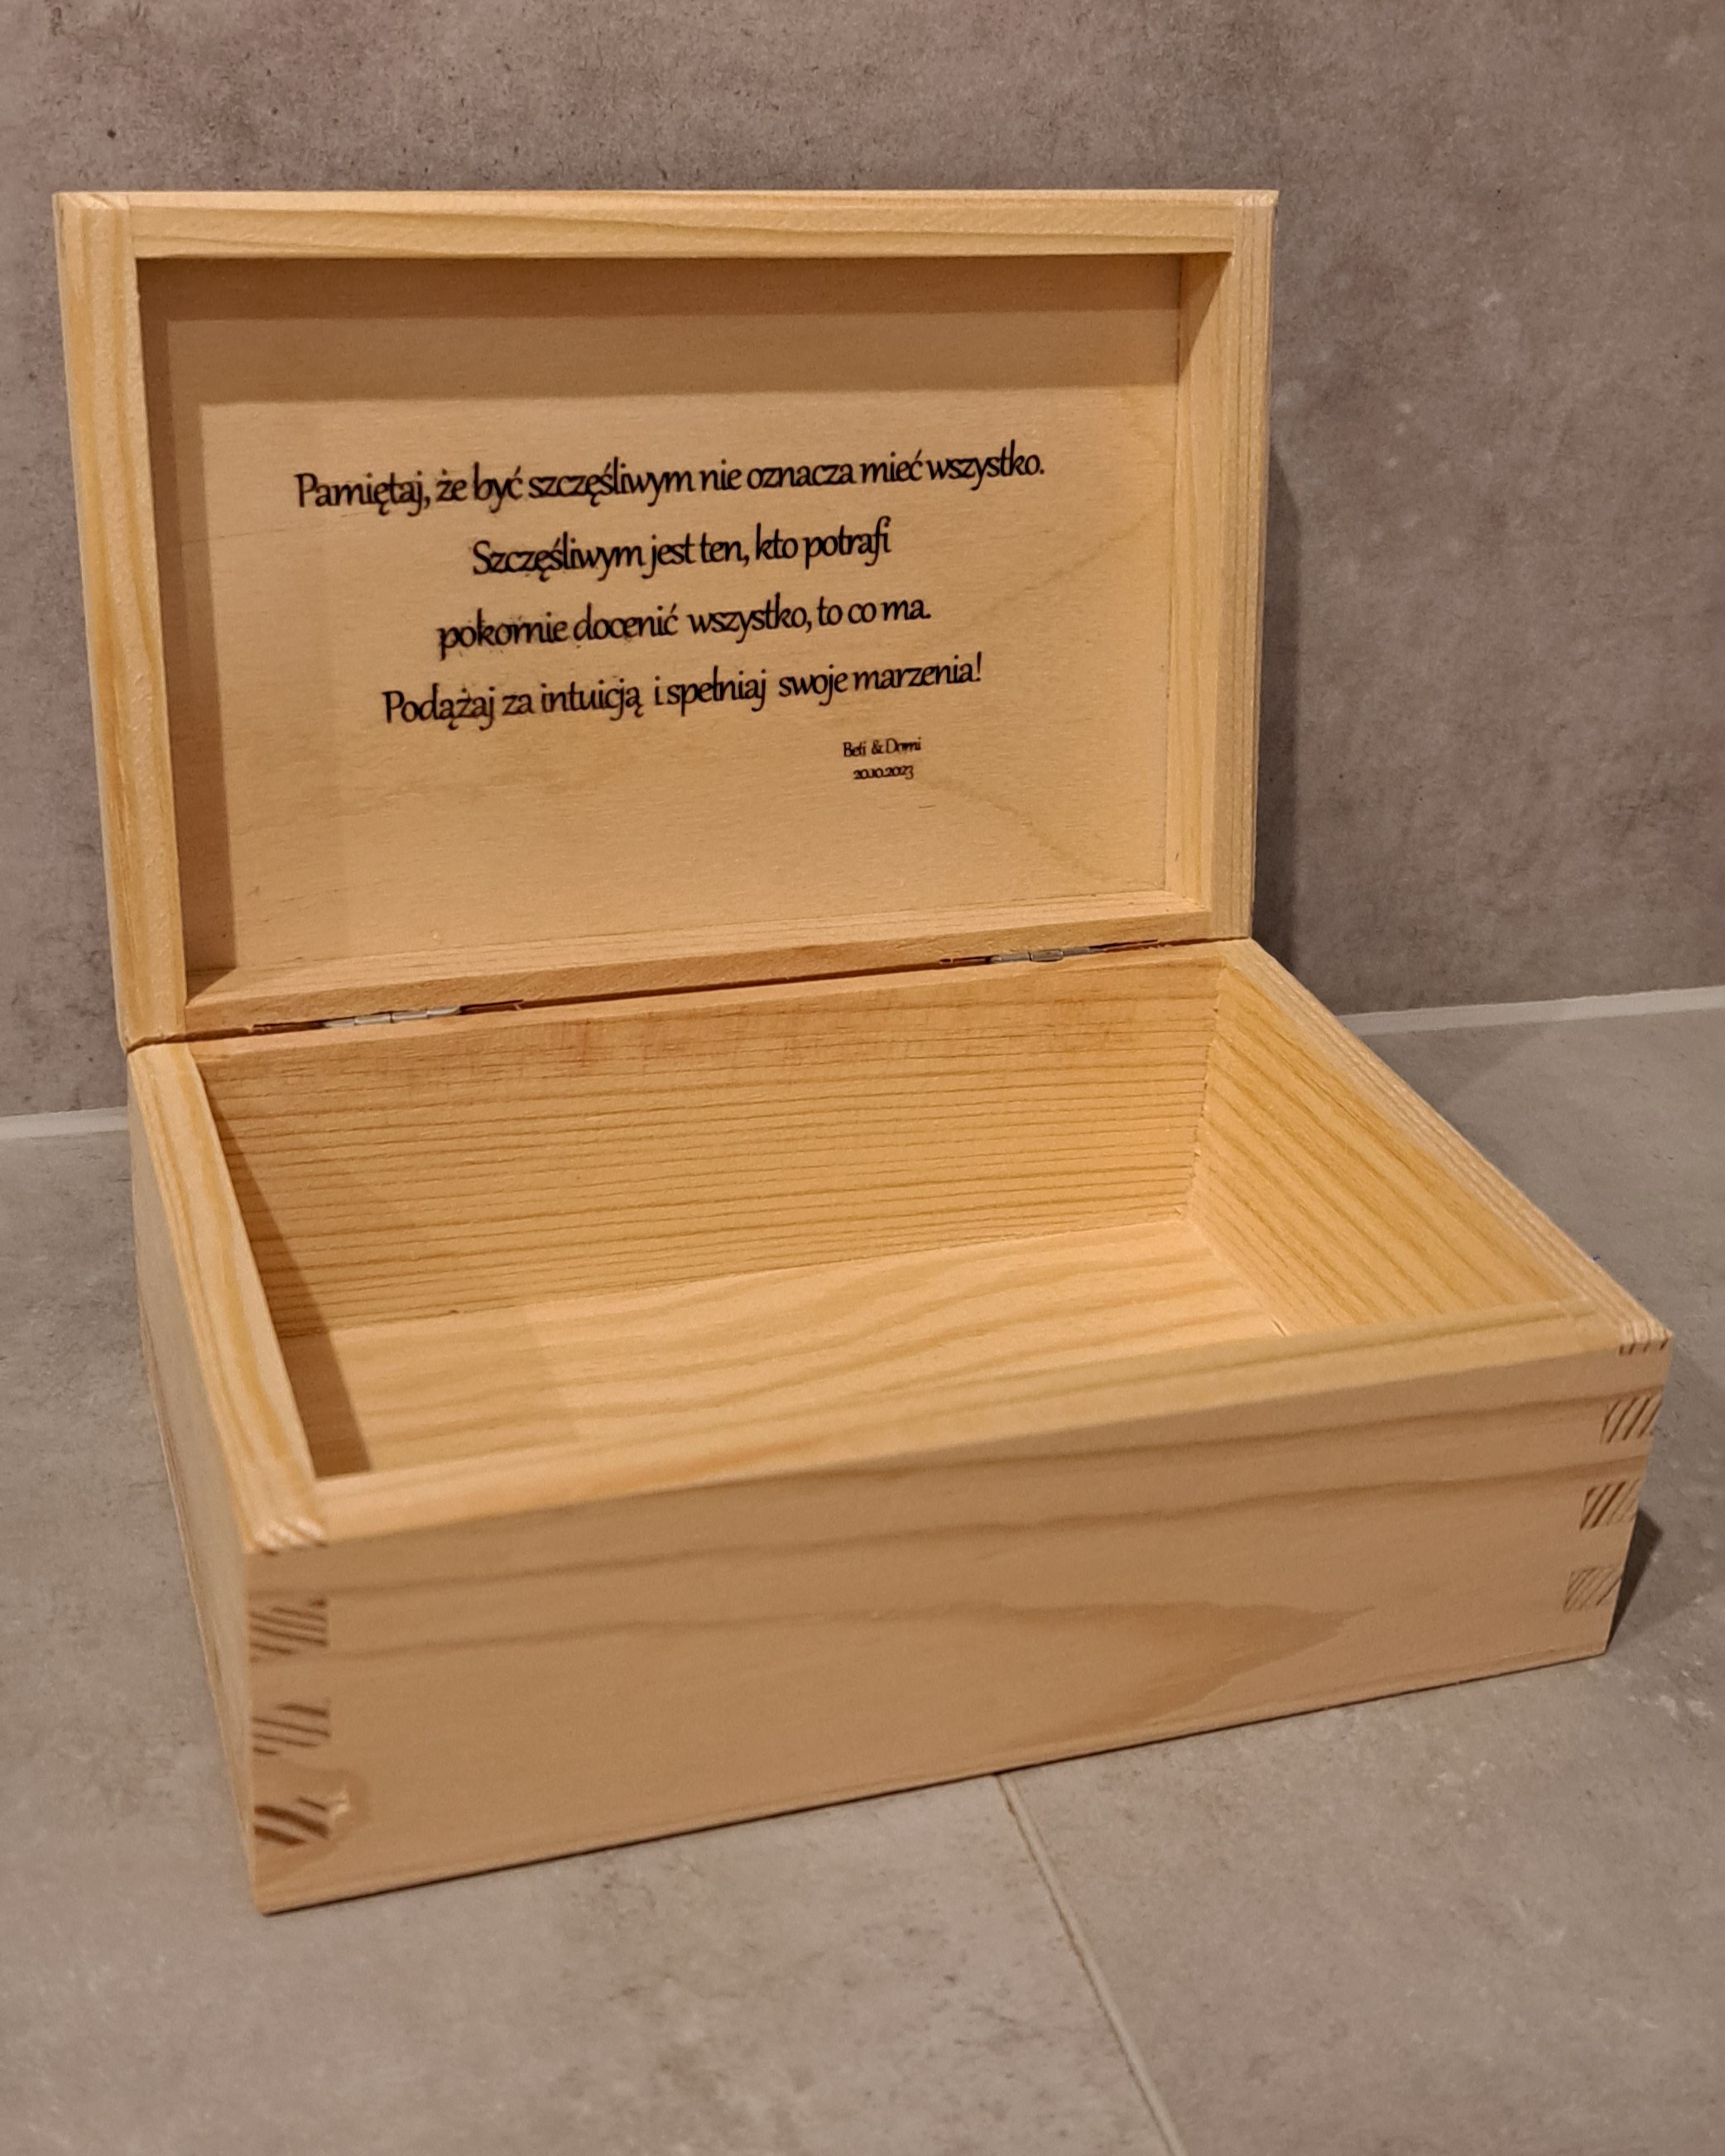 Pamiętaj, że być szczęśliwym nie oznacza mieć wszystko.
Szczęśliwym jest ten, kto potrafi
pokornie docenić wszystko, to co ma.
Podążaj za intuicją i spełniaj swoje marzenia!
Beti & Domi
20.10.2023